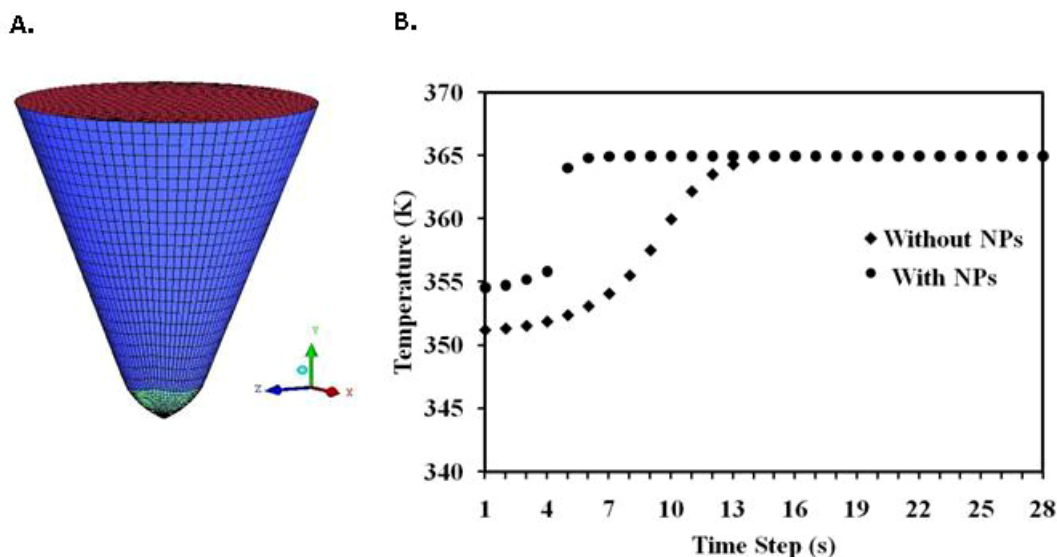 A.
B.
Y
Z
X
370
365
360
355
350
345
340
Temperature (K)
Without NPs
With NPs
1 4 7 10 13 16 19 22 25 28
Time Step (s)